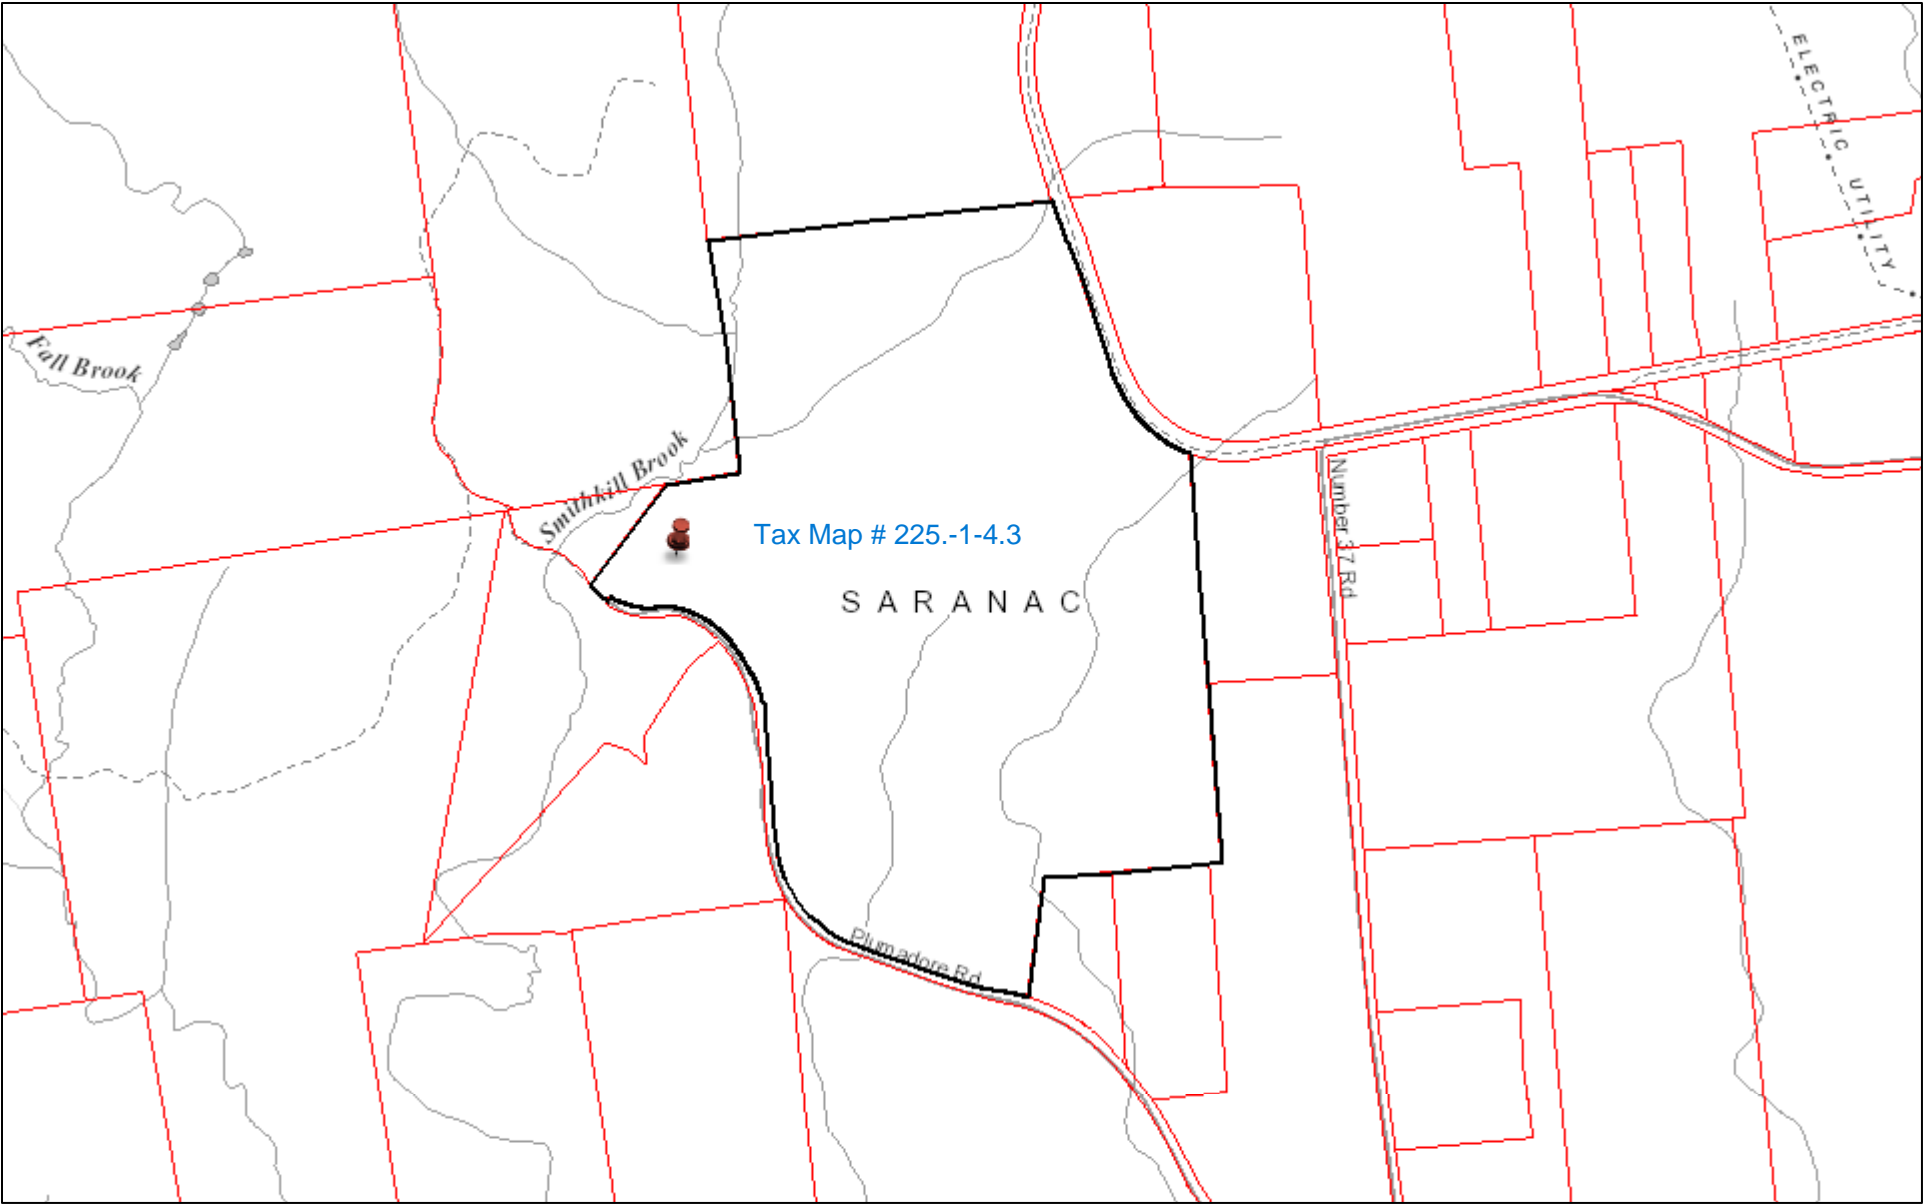 ELECTRIC UTILITY
Fall Brook
Smithkill Brook
Number 37 Rd
Tax Map # 225.-1-4.3
SARANAC
Plumadore Rd